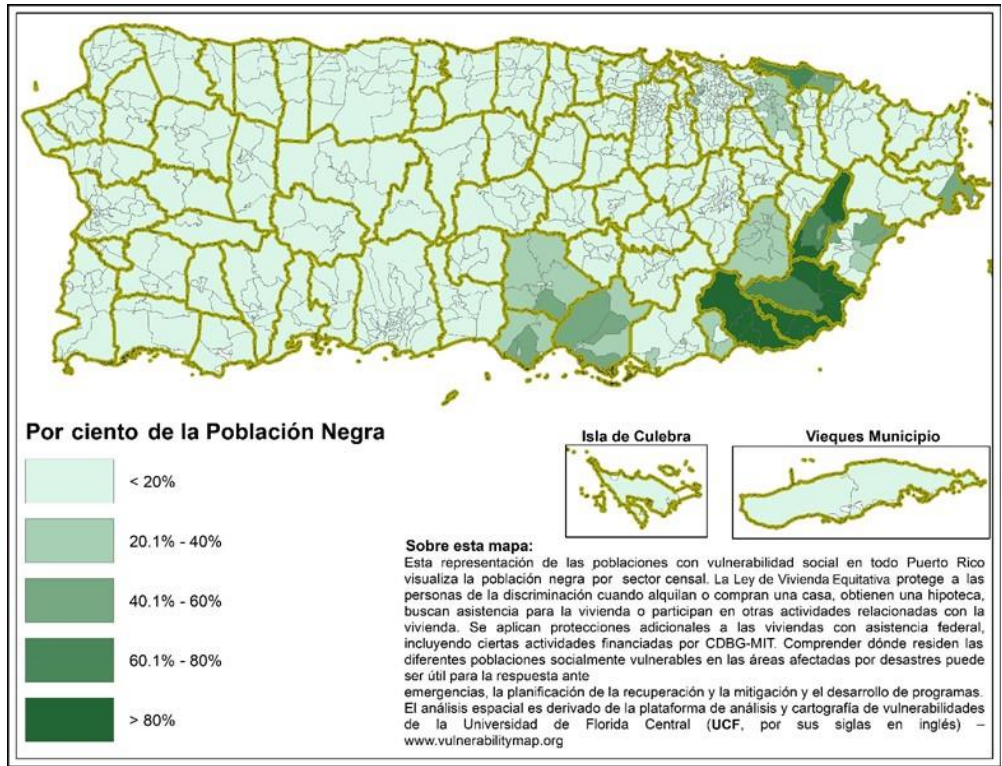 Por ciento de la Población Negra
< 20%
20.1% - 40%
40.1% - 60%
60.1% - 80%
> 80%
Isla de Culebra
Vieques Municipio
Sobre esta mapa:
Esta representación de las poblaciones con vulnerabilidad social en todo Puerto Rico
visualiza la población negra por sector censal. La Ley de Vivienda Equitativa protege a las
personas de la discriminación cuando alquilan o compran una casa, obtienen una hipoteca,
buscan asistencia para la vivienda o participan en otras actividades relacionadas con la
vivienda. Se aplican protecciones adicionales a las viviendas con asistencia federal,
incluyendo ciertas actividades financiadas por CDBG-MIT. Comprender dónde residen las
diferentes poblaciones socialmente vulnerables en las áreas afectadas por desastres puede
ser útil para la respuesta ante
emergencias, la planificación de la recuperación y la mitigación y el desarrollo de programas.
El análisis espacial es derivado de la plataforma de análisis y cartografía de vulnerabilidades
de la Universidad de Florida Central (UCF, por sus siglas en inglés) –
www.vulnerabilitymap.org